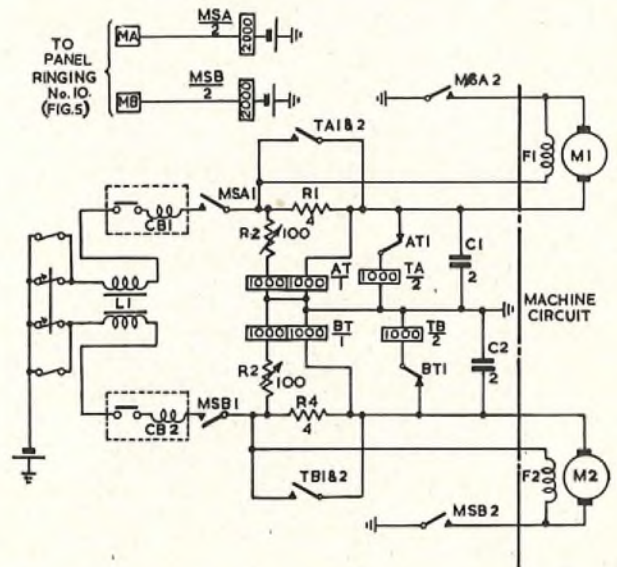 TO
PANEL
RINGING
No.10.
(FIG.5)
MA
MSA
2
2000
MB
MSB
2
2000
MSA 2
TA1&2
F1
M1
MSA1
R1
4
CB1
R2
100
AT1
C1
2
AT
1
1000
1000
1000
TA
2
L1
MACHINE
CIRCUIT
1000
1000
BT
1
1000
TB
2
C2
2
R2
100
BT1
CB2
MSB1
R4
4
TB1&2
F2
M2
MSB 2